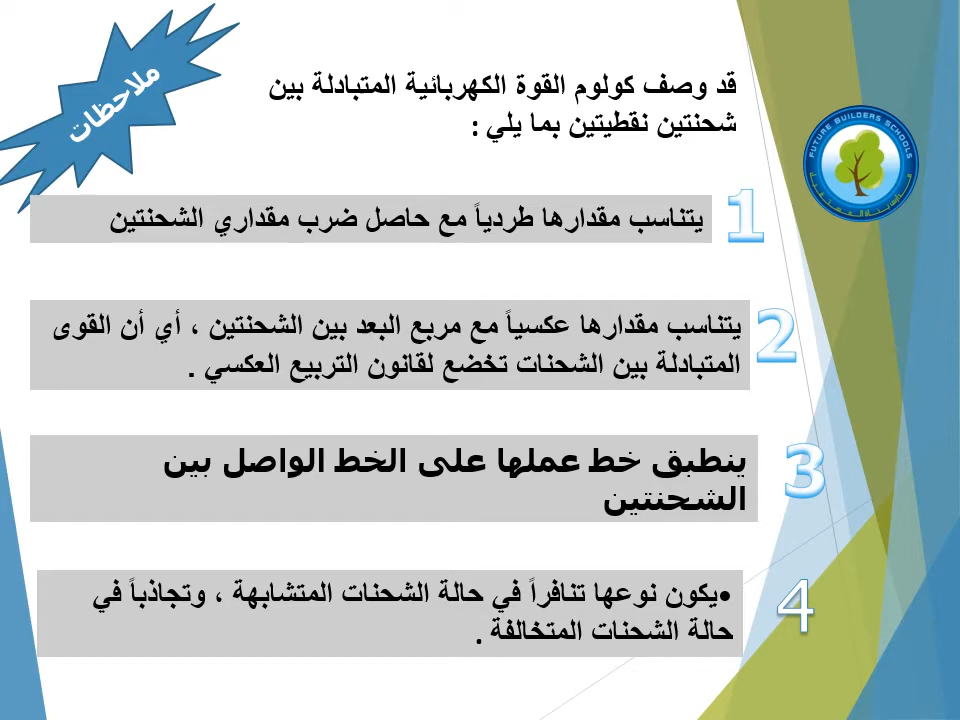 ملاحظات
قد وصف كولوم القوة الكهربائية المتبادلة بين
شحنتين نقطيتين بما يلي :
FUTURE BUILDERS SCHOOLS
مدارس بناة المستقبل
1
يتناسب مقدارها طردياً مع حاصل ضرب مقداري الشحنتين
2
يتناسب مقدارها عكسياً مع مربع البعد بين الشحنتين ، أي أن القوى
المتبادلة بين الشحنات تخضع لقانون التربيع العكسي .
3
ينطبق خط عملها على الخط الواصل بين
الشحنتين
4
•يكون نوعها تنافراً في حالة الشحنات المتشابهة ، وتجاذباً في
حالة الشحنات المتخالفة .